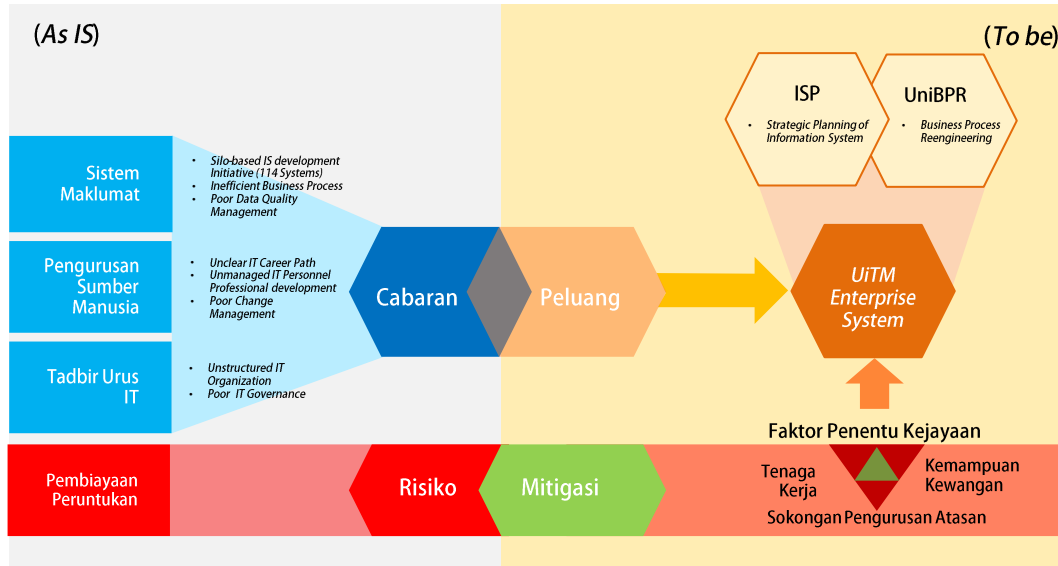 (As IS)
(To be)
ISP
• Strategic Planning of
Information System
UniBPR
• Business Process
Reengineering
Sistem
Maklumat
• Silo-based IS development
Initiative (114 Systems)
• Inefficient Business Process
• Poor Data Quality
Management
Pengurusan
Sumber
Manusia
• Unclear IT Career Path
• Unmanaged IT Personnel
Professional development
• Poor Change
Management
Tadbir Urus
IT
• Unstructured IT
Organization
• Poor IT Governance
Cabaran
Peluang
UiTM
Enterprise
System
Faktor Penentu Kejayaan
Pembiayaan
Peruntukan
Risiko
Mitigasi
Tenaga
Kerja
Kemampuan
Kewangan
Sokongan Pengurusan Atasan